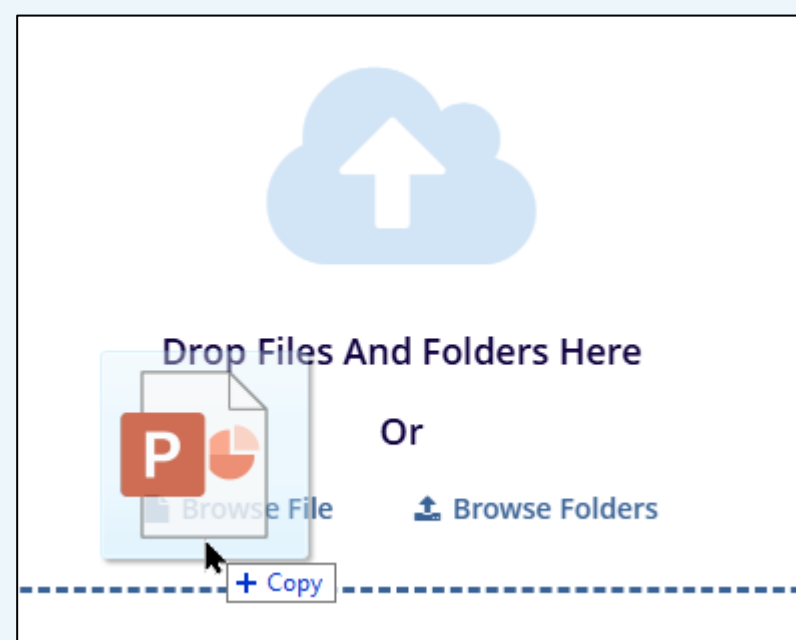 Drop Files And Folders Here
Or
P
Browse File
Browse Folders
+ Copy